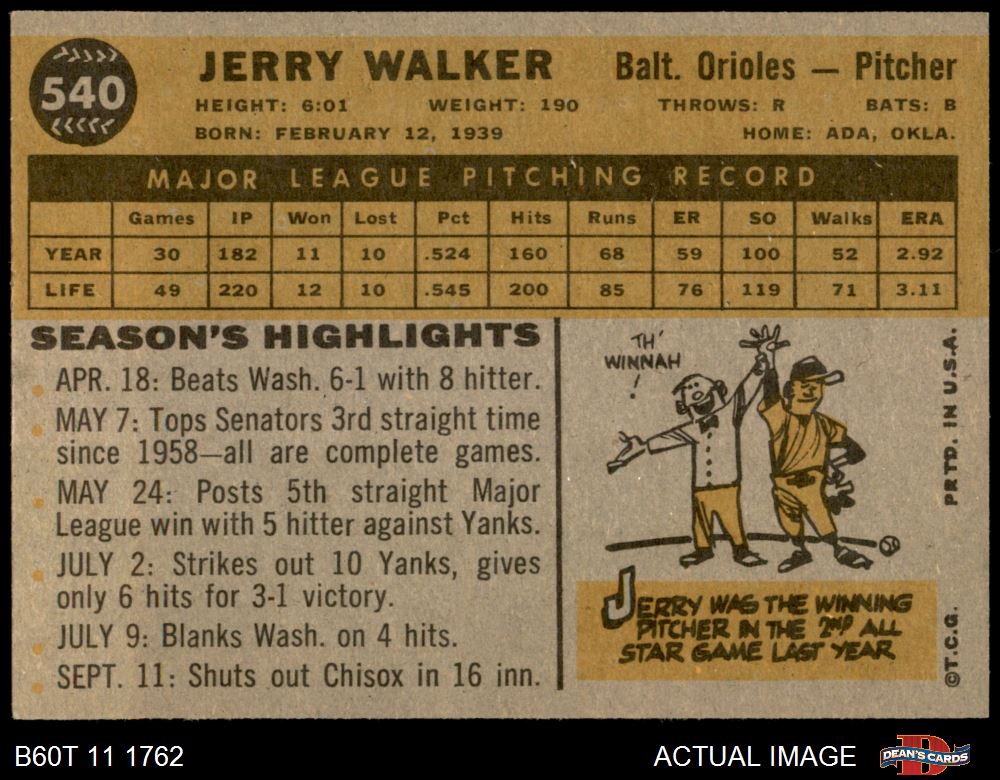 540
JERRY WALKER Balt. Orioles — Pitcher
HEIGHT: 6:01 WEIGHT: 190 THROWS: R BATS: B
BORN: FEBRUARY 12, 1939 HOME: ADA, OKLA.
MAJOR LEAGUE PITCHING RECORD
Games IP Won Lost Pct Hits Runs ER SO Walks ERA
YEAR 30 182 11 10 .524 160 68 59 100 52 2.92
LIFE 49 220 12 10 .545 200 85 76 119 71 3.11
SEASON'S HIGHLIGHTS
APR. 18: Beats Wash. 6-1 with 8 hitter.
MAY 7: Tops Senators 3rd straight time
since 1958—all are complete games.
MAY 24: Posts 5th straight Major
League win with 5 hitter against Yanks.
JULY 2: Strikes out 10 Yanks, gives
only 6 hits for 3-1 victory.
JULY 9: Blanks Wash. on 4 hits.
SEPT. 11: Shuts out Chisox in 16 inn.
TH'
WINNAH
!
JERRY WAS THE WINNING
PITCHER IN THE 2ND ALL
STAR GAME LAST YEAR
©T.C.G. PRTD. IN U.S.A.
B60T 11 1762 ACTUAL IMAGE DEAN'S CARDS